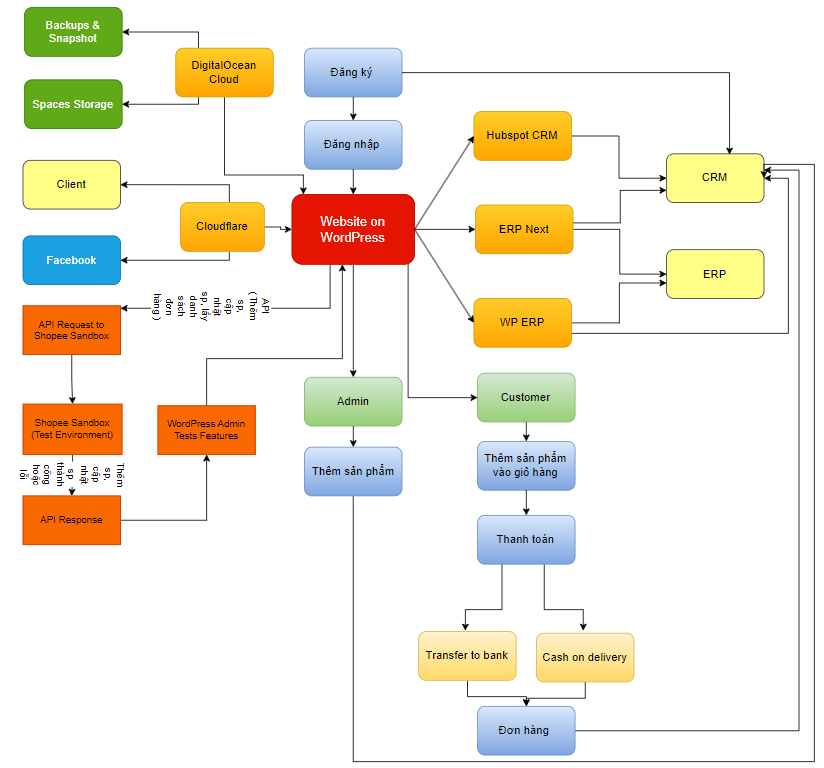 Backups &
Snapshot
DigitalOcean
Cloud
Đăng ký
Spaces Storage
Hubspot CRM
Đăng nhập
Client
CRM
Cloudflare
Website on
WordPress
ERP Next
Facebook
ERP
API
(Thêm
sp,
cập
nhật
sp, lấy
danh
sách
đơn
hàng )
WP ERP
API Request to
Shopee Sandbox
Admin
Customer
Shopee Sandbox
(Test Environment)
WordPress Admin
Tests Features
Thêm sản phẩm
Thêm sản phẩm
vào giỏ hàng
Thêm
sp,
cập
nhật
sp
thành
công
hoặc
lỗi
API Response
Thanh toán
Transfer to bank
Cash on delivery
Đơn hàng